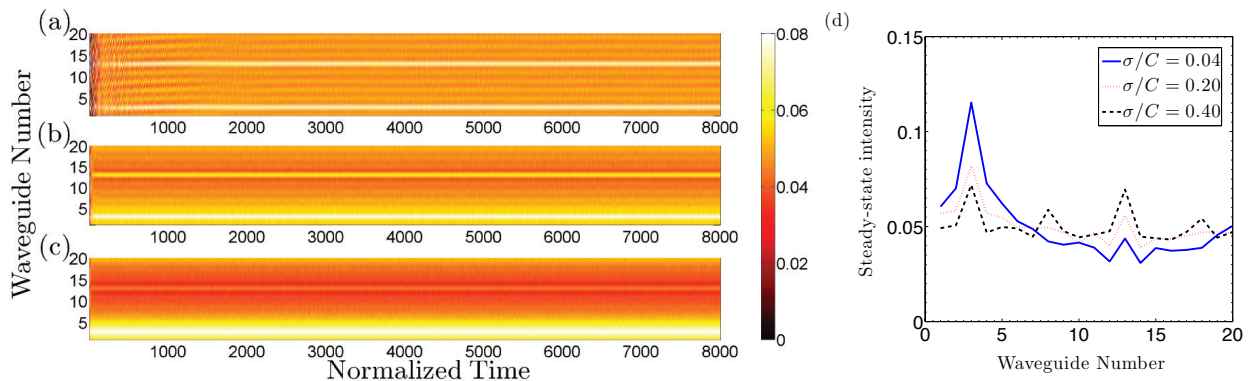 (a)
20
15
10
5
1000 2000 3000 4000 5000 6000 7000 8000
(b)
20
15
10
5
1000 2000 3000 4000 5000 6000 7000 8000
(c)
20
15
10
5
1000 2000 3000 4000 5000 6000 7000 8000
Waveguide Number
Normalized Time
0.08
0.06
0.04
0.02
0
(d)
0.15
0.1
0.05
0
0 5 10 15 20
Steady-state intensity
Waveguide Number
σ/C = 0.04
σ/C = 0.20
σ/C = 0.40